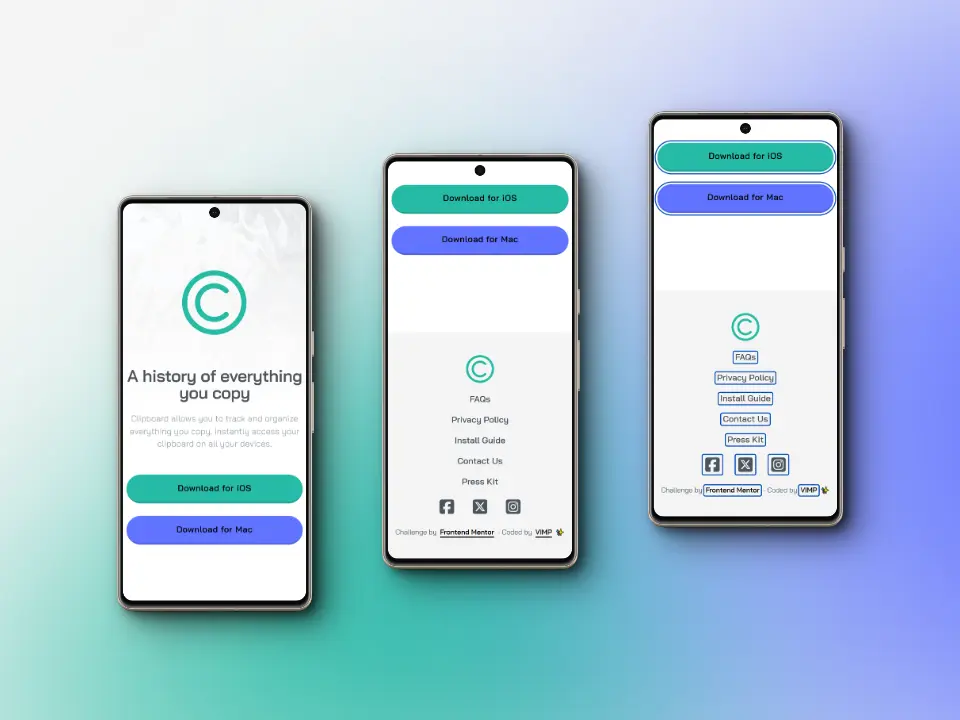 A history of everything
you copy
Clipboard allows you to track and organize
everything you copy, instantly access your
clipboard on all your devices.
Download for iOS
Download for Mac
Download for iOS
Download for Mac
FAQs
Privacy Policy
Install Guide
Contact Us
Press Kit
Challenge by Frontend Mentor · Coded by VIMP
Download for iOS
Download for Mac
FAQs
Privacy Policy
Install Guide
Contact Us
Press Kit
Challenge by Frontend Mentor · Coded by VIMP